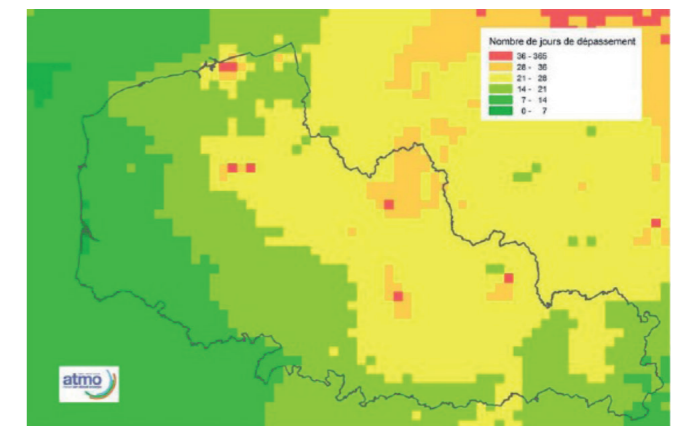 Nombre de jours de dépassement
36 - 365
28 - 36
21 - 28
14 - 21
7 - 14
0 - 7
atmo